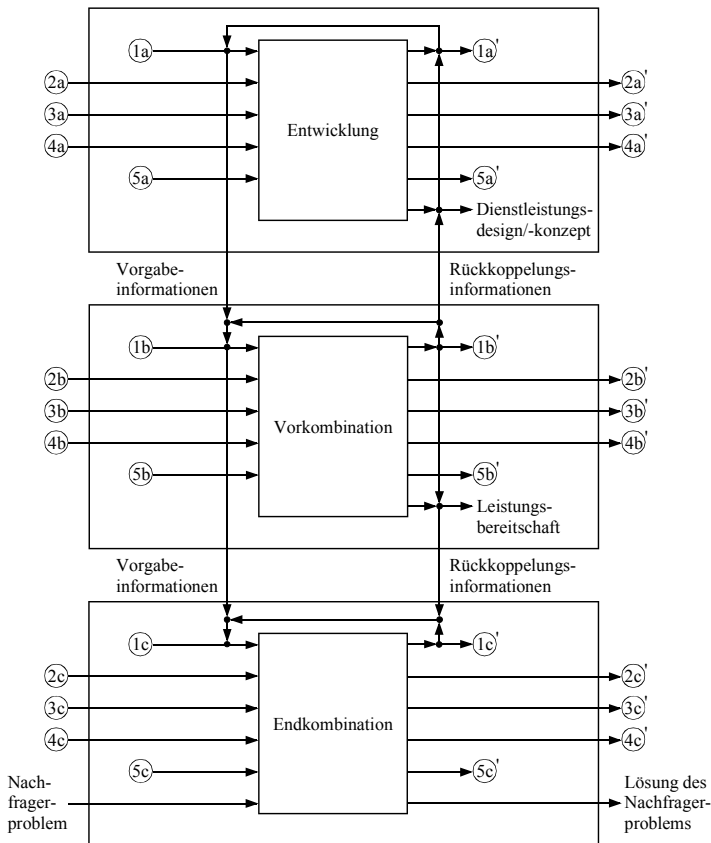 1a
1a'
2a
2a'
3a
Entwicklung
3a'
4a
4a'
5a
5a'
Dienstleistungs-
design/-konzept
Vorgabe-
informationen
Rückkoppelungs-
informationen
1b
1b'
2b
2b'
3b
Vorkombination
3b'
4b
4b'
5b
5b'
Leistungs-
bereitschaft
Vorgabe-
informationen
Rückkoppelungs-
informationen
1c
1c'
2c
2c'
3c
Endkombination
3c'
4c
4c'
5c
5c'
Nach-
frager-
problem
Lösung des
Nachfrager-
problems